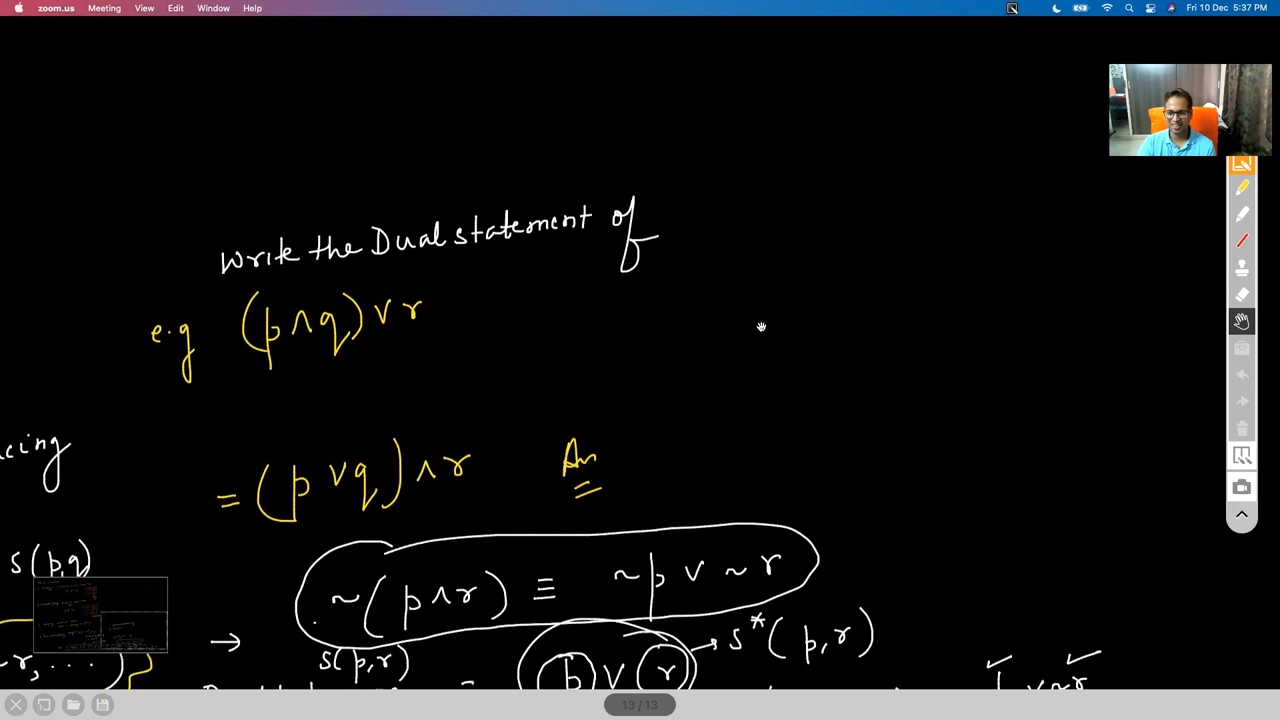 zoom.us Meeting View Edit Window Help Fri 10 Dec 5:37 PM
Write the Dual statement of
e.g (p∧q)∨r
= (p∨q)∧r Ans
s(p,q)
~(p∧r) ≡ ~p ∨ ~r
→ s(p,r)
→ s*(p,r)
p ∨ r
~r, ...)
=
13 / 13